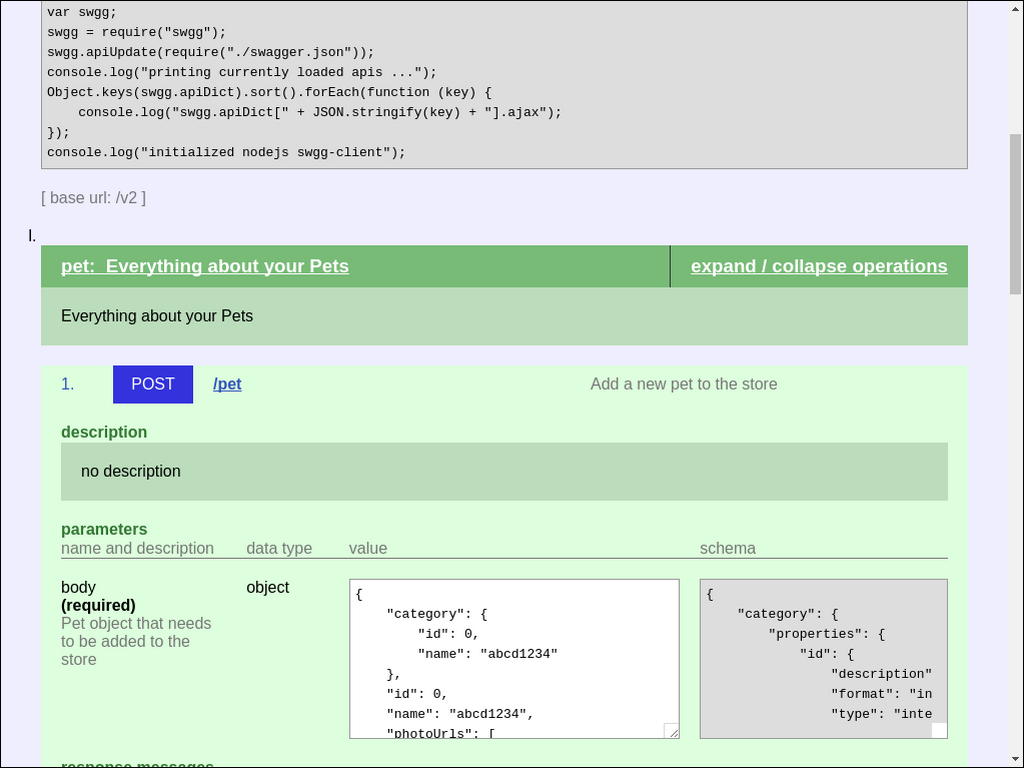 var swgg;
swgg = require("swgg");
swgg.apiUpdate(require("./swagger.json"));
console.log("printing currently loaded apis ...");
Object.keys(swgg.apiDict).sort().forEach(function (key) {
    console.log("swgg.apiDict[" + JSON.stringify(key) + "].ajax");
});
console.log("initialized nodejs swgg-client");
[ base url: /v2 ]
I.
pet:  Everything about your Pets expand / collapse operations
Everything about your Pets
1. POST /pet Add a new pet to the store
description
no description
parameters
name and description data type value schema
body object
(required)
Pet object that needs
to be added to the
store
{
    "category": {
        "id": 0,
        "name": "abcd1234"
    },
    "id": 0,
    "name": "abcd1234",
    "photoUrls": [
{
    "category": {
        "properties": {
            "id": {
                "description"
                "format": "in
                "type": "inte
response messages